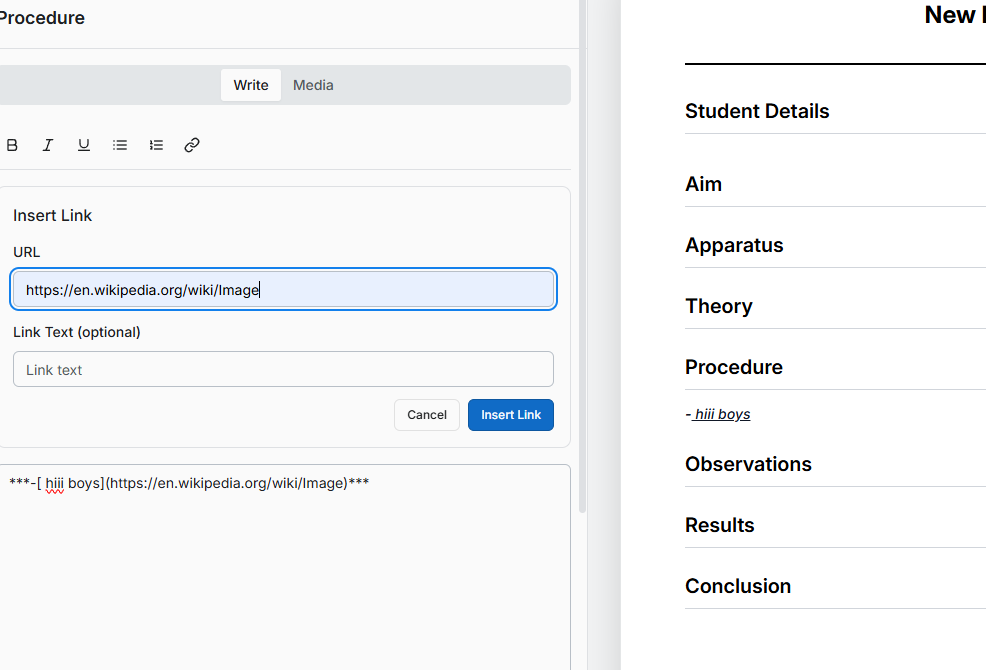 Procedure
Write Media
B I U
Insert Link
URL
https://en.wikipedia.org/wiki/Image
Link Text (optional)
Link text
Cancel Insert Link
***-[ hiii boys](https://en.wikipedia.org/wiki/Image)***
New
Student Details
Aim
Apparatus
Theory
Procedure
- hiii boys
Observations
Results
Conclusion